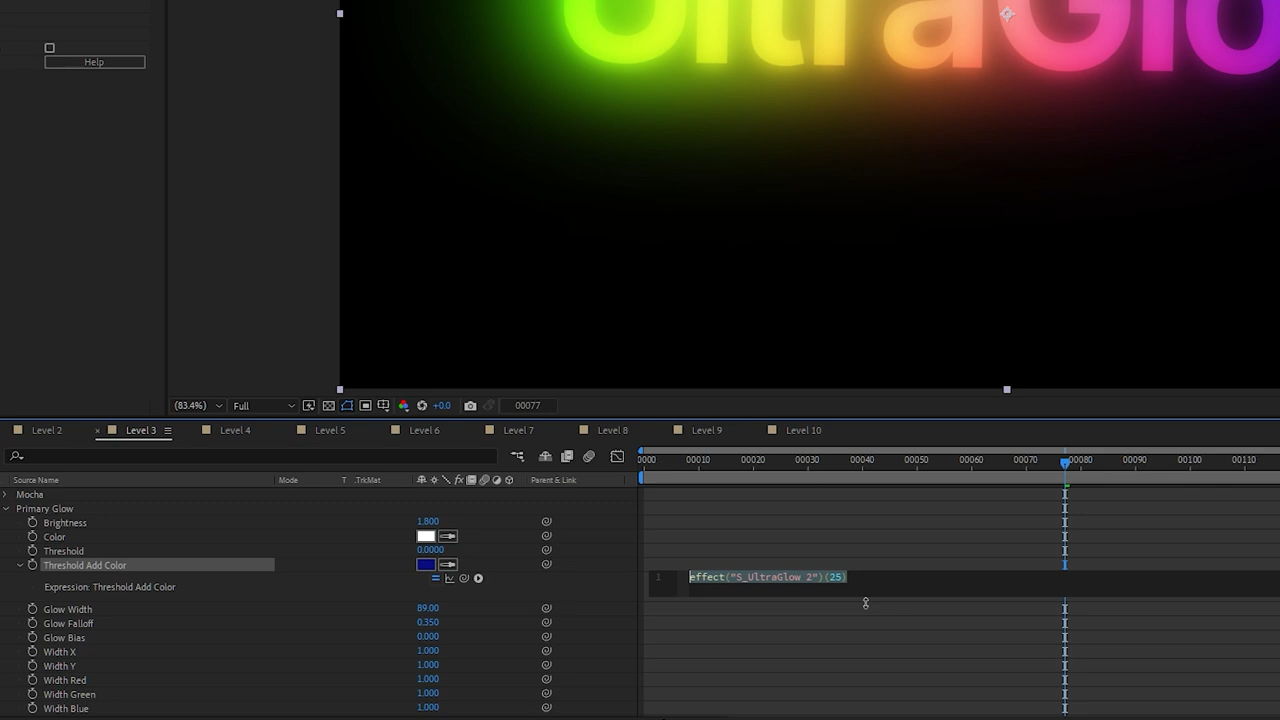 UltraGlo
Help
(83.4%) Full +0.0 00077
Level 2 × Level 3 Level 4 Level 5 Level 6 Level 7 Level 8 Level 9 Level 10
0000 00010 00020 00030 00040 00050 00060 00070 00080 00090 00100 00110
Source Name Mode T .TrkMat fx Parent & Link
Mocha
Primary Glow
Brightness 1.800
Color
Threshold 0.0000
Threshold Add Color
1 effect("S_UltraGlow 2")(25)
Expression: Threshold Add Color
Glow Width 89.00
Glow Falloff 0.350
Glow Bias 0.000
Width X 1.000
Width Y 1.000
Width Red 1.000
Width Green 1.000
Width Blue 1.000